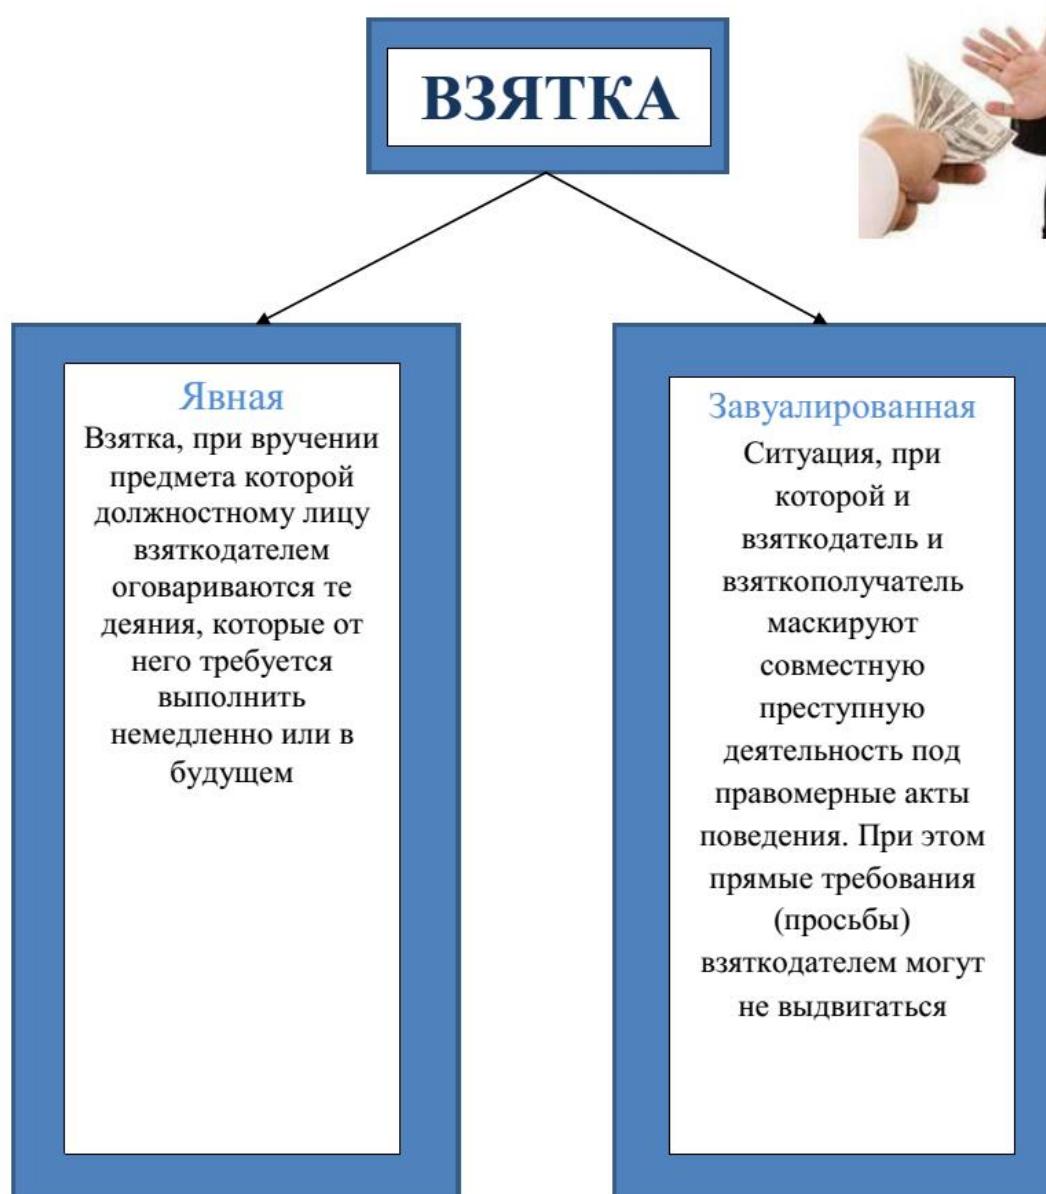 ВЗЯТКА
Явная
Взятка, при вручении
предмета которой
должностному лицу
взяткодателем
оговариваются те
деяния, которые от
него требуется
выполнить
немедленно или в
будущем
Завуалированная
Ситуация, при
которой и
взяткодатель и
взяткополучатель
маскируют
совместную
преступную
деятельность под
правомерные акты
поведения. При этом
прямые требования
(просьбы)
взяткодателем могут
не выдвигаться